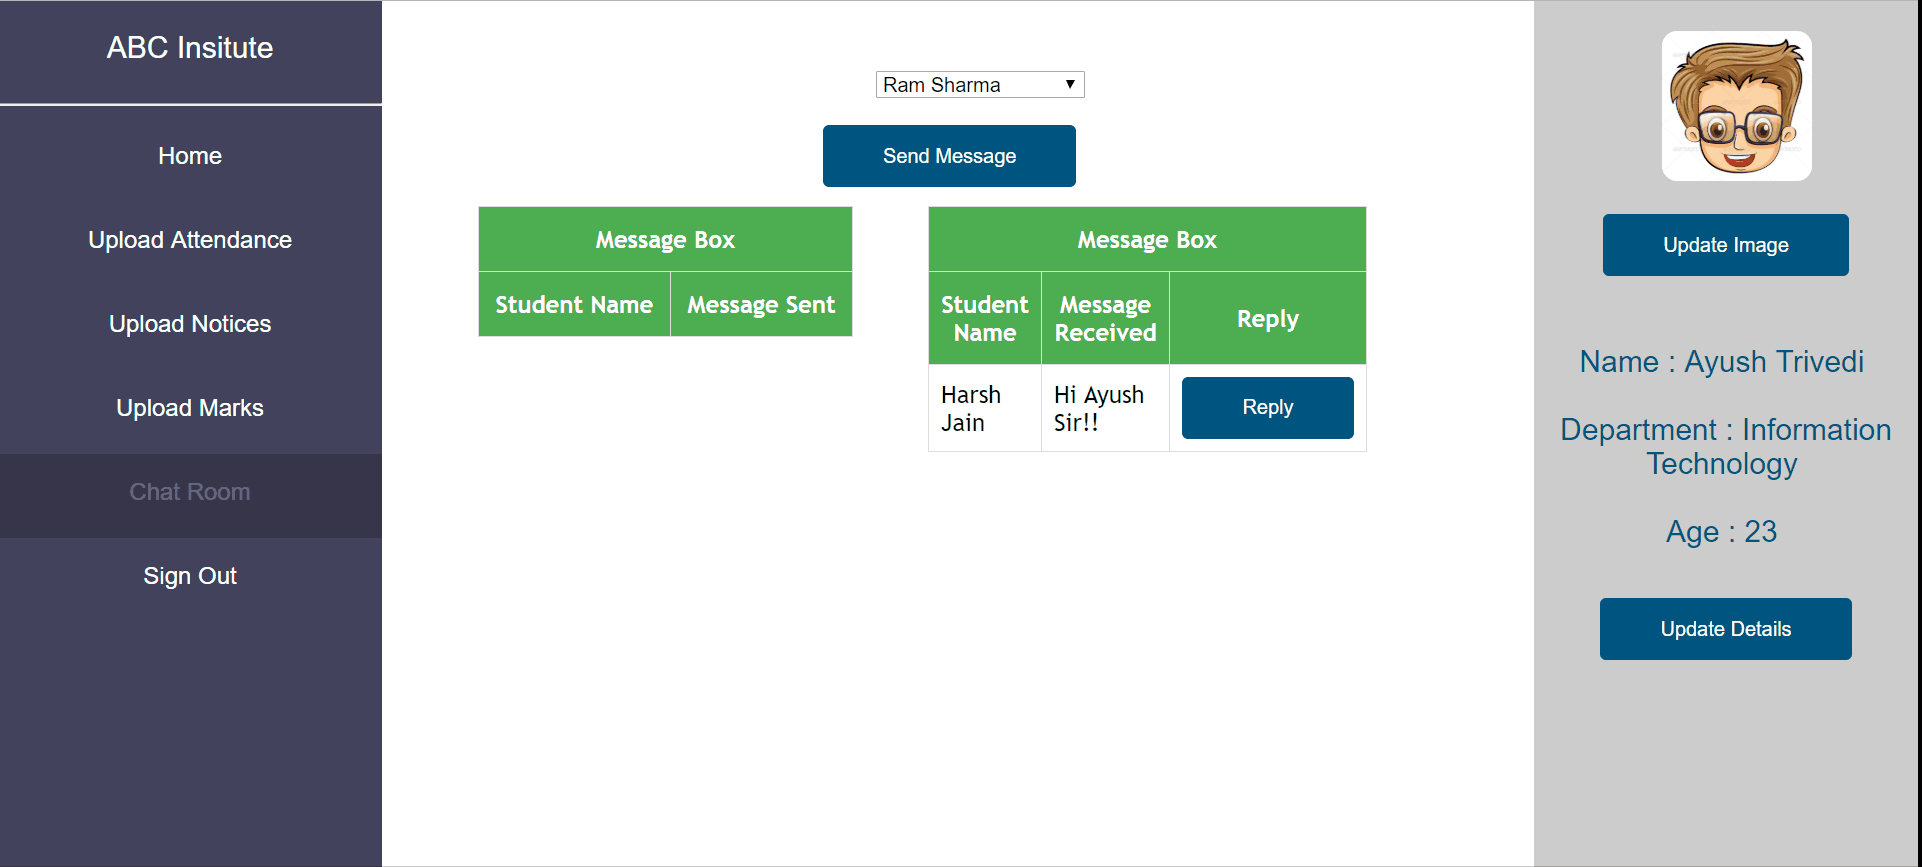 ABC Insitute
Home
Upload Attendance
Upload Notices
Upload Marks
Chat Room
Sign Out
Ram Sharma
Send Message
Message Box
Student Name Message Sent
Message Box
Student Name
Message Received
Reply
Harsh Jain
Hi Ayush Sir!!
Reply
Update Image
Name : Ayush Trivedi
Department : Information
Technology
Age : 23
Update Details